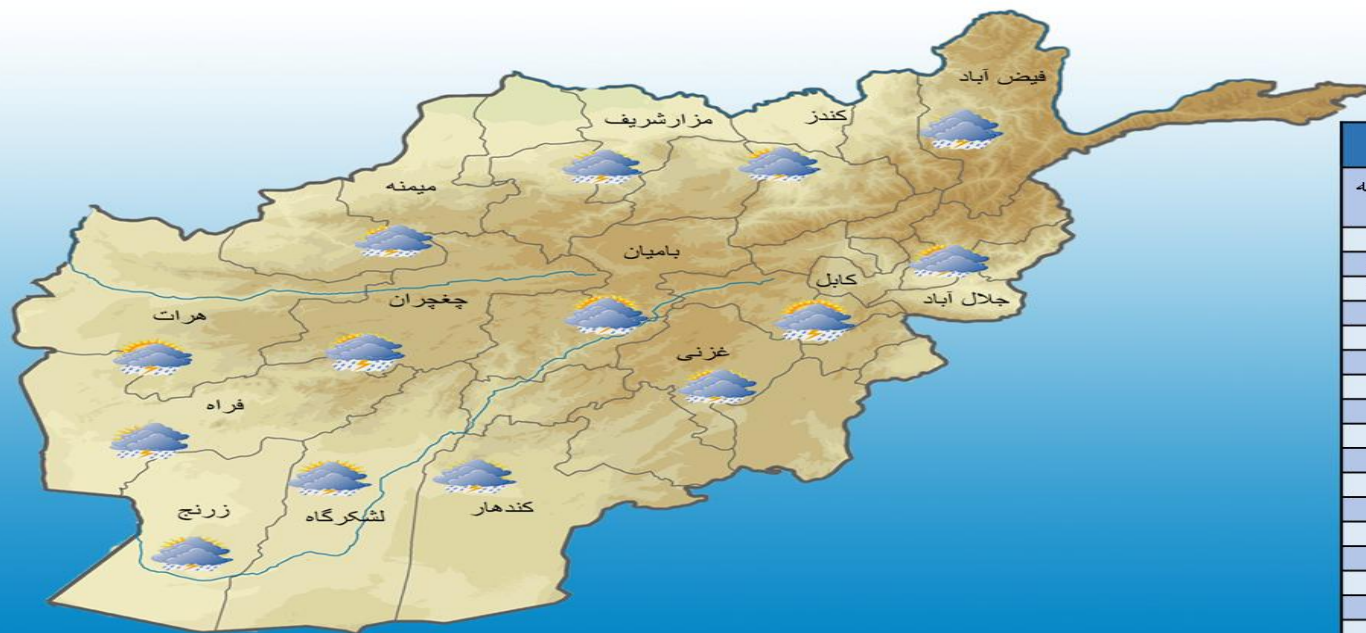 فیض آباد
کندز
مزارشریف
میمنه
بامیان
کابل
جلال آباد
چغچران
هرات
غزنی
فراه
کندهار
لشکرگاه
زرنج